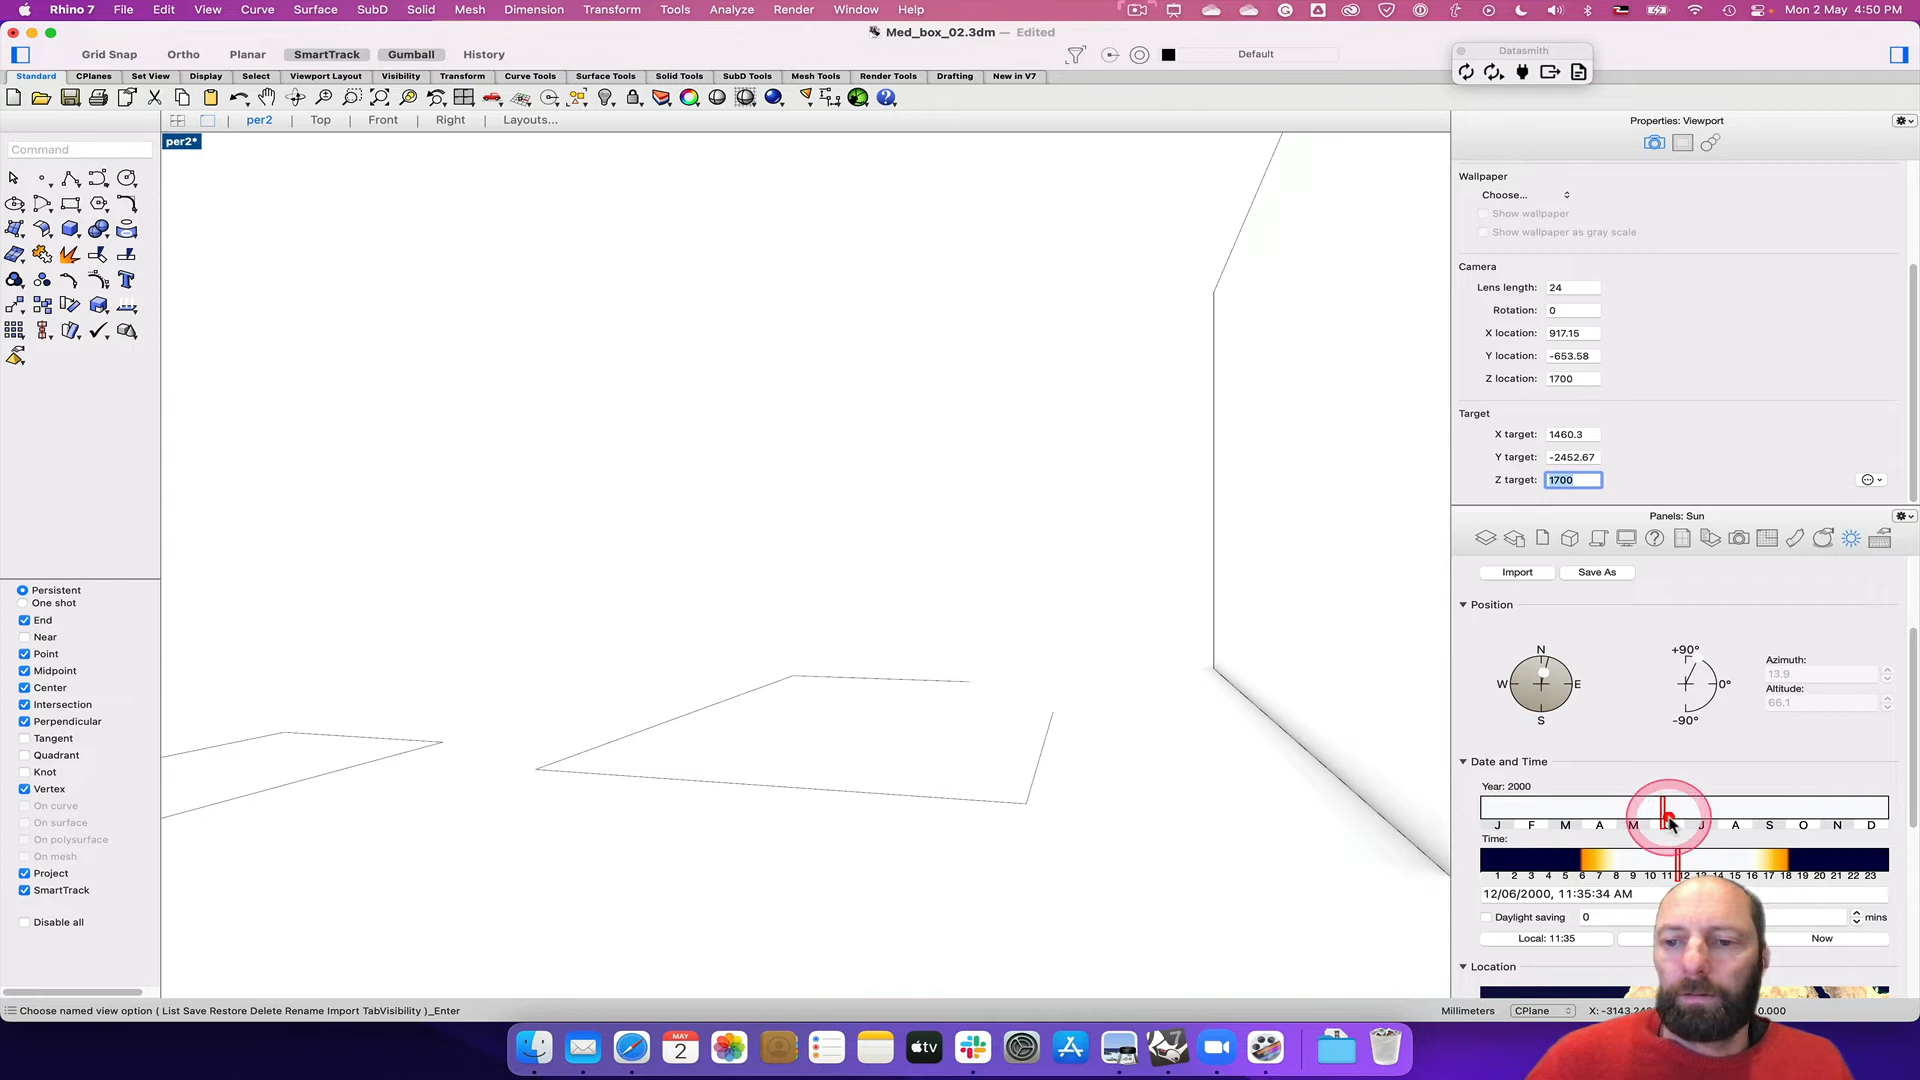 Rhino 7 File Edit View Curve Surface SubD Solid Mesh Dimension Transform Tools Analyze Render Window Help Mon 2 May 4:50 PM
Med_box_02.3dm — Edited
Grid Snap Ortho Planar SmartTrack Gumball History Default
Datasmith
Standard CPlanes Set View Display Select Viewport Layout Visibility Transform Curve Tools Surface Tools Solid Tools SubD Tools Mesh Tools Render Tools Drafting New in V7
per2 Top Front Right Layouts...
per2*
Command
Persistent
One shot
End
Near
Point
Midpoint
Center
Intersection
Perpendicular
Tangent
Quadrant
Knot
Vertex
On curve
On surface
On polysurface
On mesh
Project
SmartTrack
Disable all
Properties: Viewport
Wallpaper
Choose...
Show wallpaper
Show wallpaper as gray scale
Camera
Lens length: 24
Rotation: 0
X location: 917.15
Y location: -653.58
Z location: 1700
Target
X target: 1460.3
Y target: -2452.67
Z target: 1700
Panels: Sun
Import Save As
Position
N
W E
S
+90°
0°
-90°
Azimuth:
13.9
Altitude:
66.1
Date and Time
Year: 2000
J F M A M J A S O N D
Time:
1 2 3 4 5 6 7 8 9 10 11 12 13 14 15 16 17 18 19 20 21 22 23
12/06/2000, 11:35:34 AM
Daylight saving 0 mins
Local: 11:35 Now
Location
Choose named view option ( List Save Restore Delete Rename Import TabVisibility )_Enter
Millimeters CPlane 0.000
MAY
2
tv